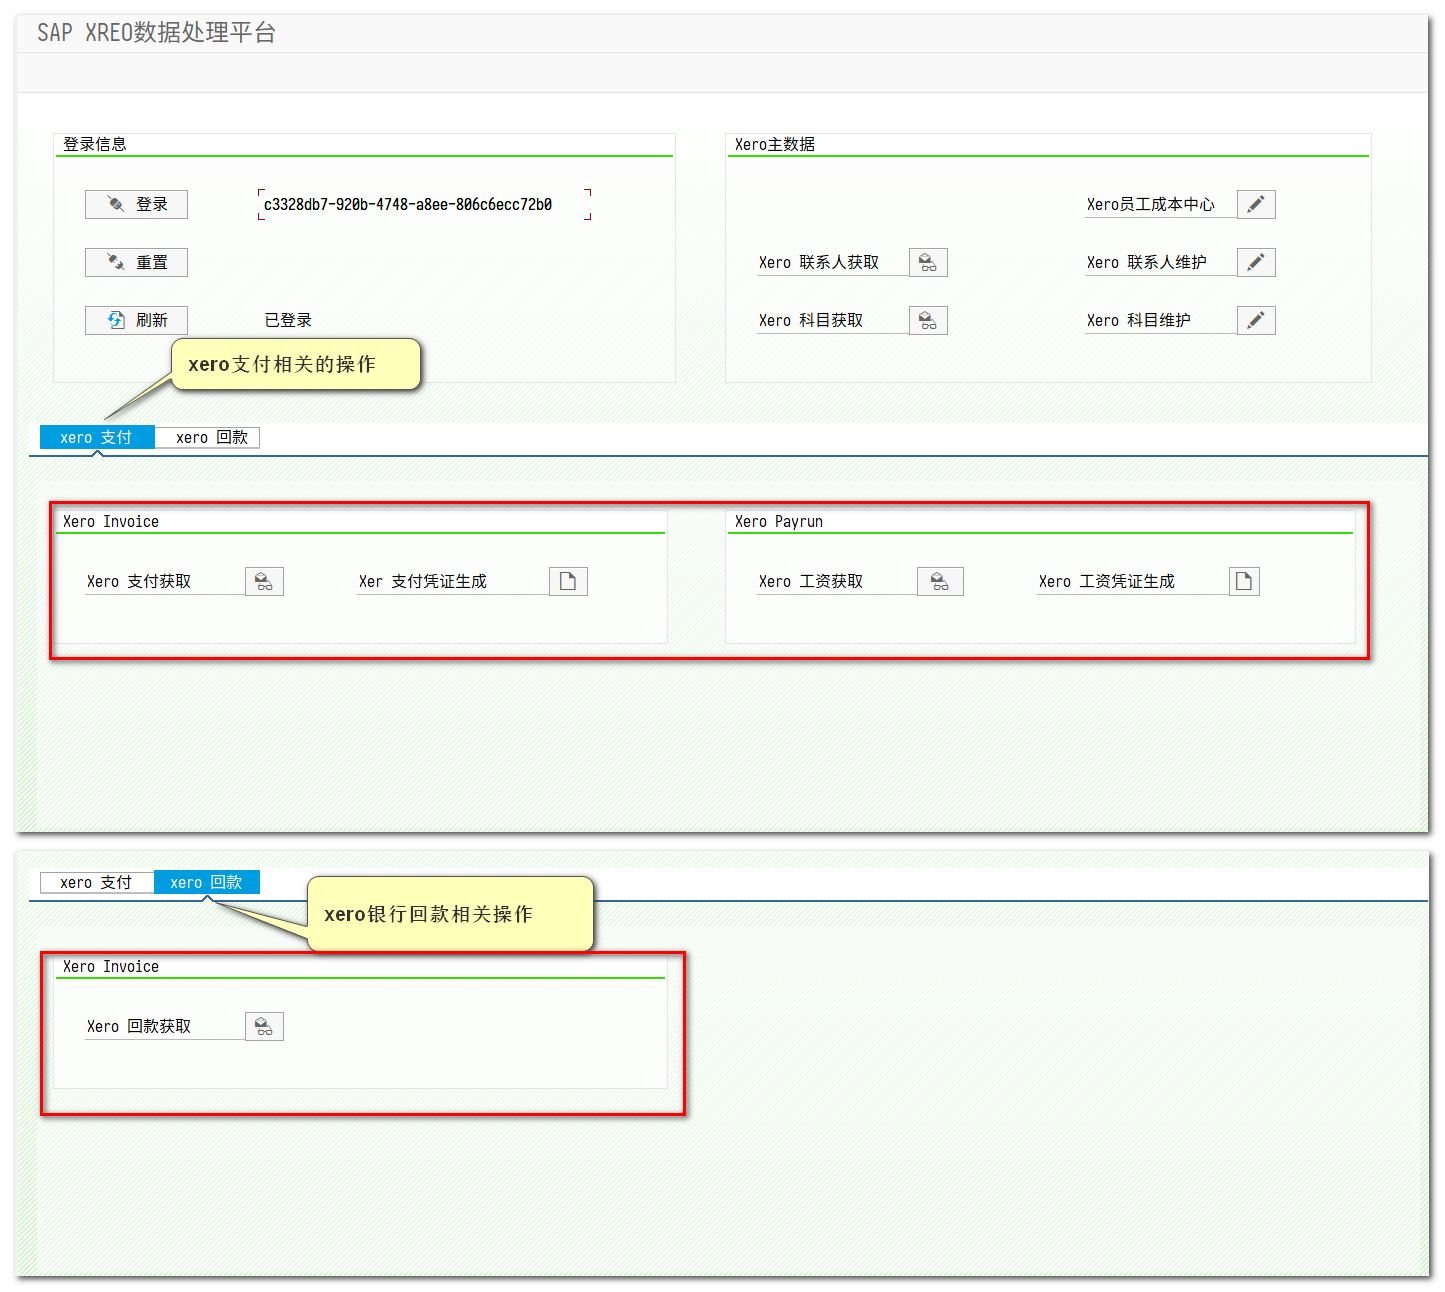 SAP XREO数据处理平台
登录信息
登录
c3328db7-920b-4748-a8ee-806c6ecc72b0
重置
刷新
已登录
Xero主数据
Xero员工成本中心
Xero 联系人获取
Xero 联系人维护
Xero 科目获取
Xero 科目维护
xero支付相关的操作
xero 支付
xero 回款
Xero Invoice
Xero 支付获取
Xer 支付凭证生成
Xero Payrun
Xero 工资获取
Xero 工资凭证生成
xero 支付
xero 回款
xero银行回款相关操作
Xero Invoice
Xero 回款获取